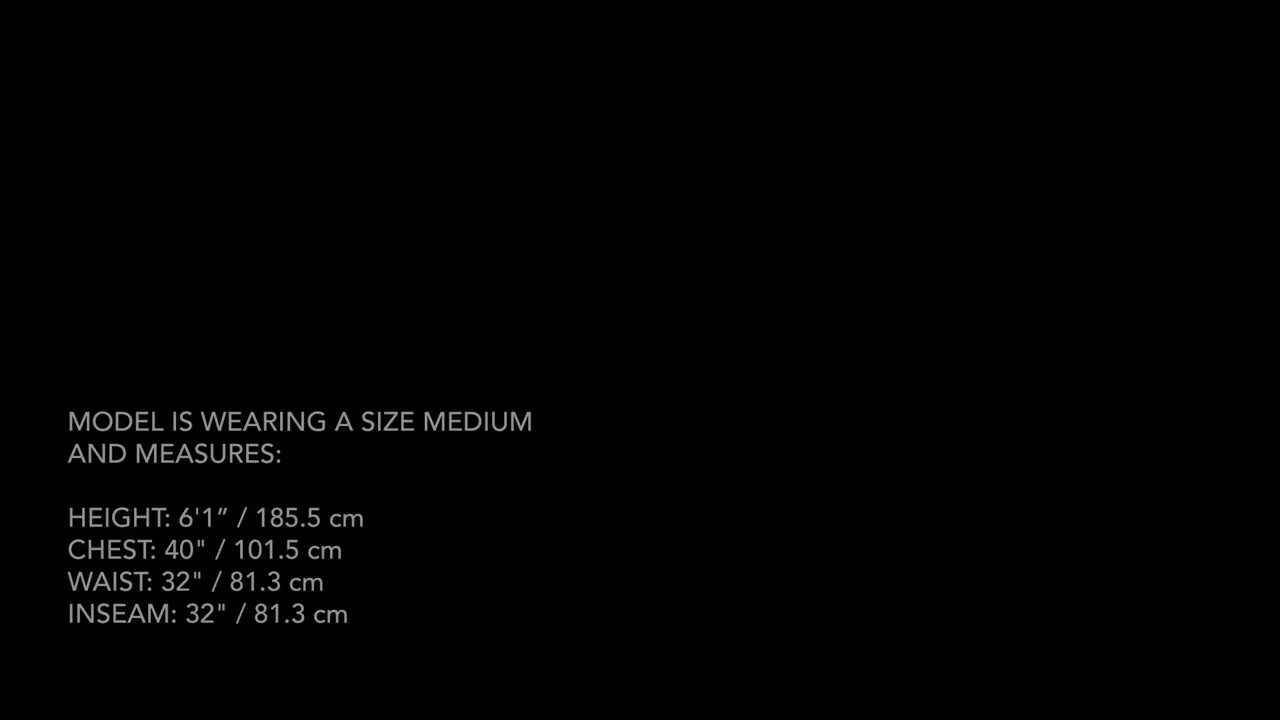 MODEL IS WEARING A SIZE MEDIUM
AND MEASURES:
HEIGHT: 6'1” / 185.5 cm
CHEST: 40" / 101.5 cm
WAIST: 32" / 81.3 cm
INSEAM: 32" / 81.3 cm